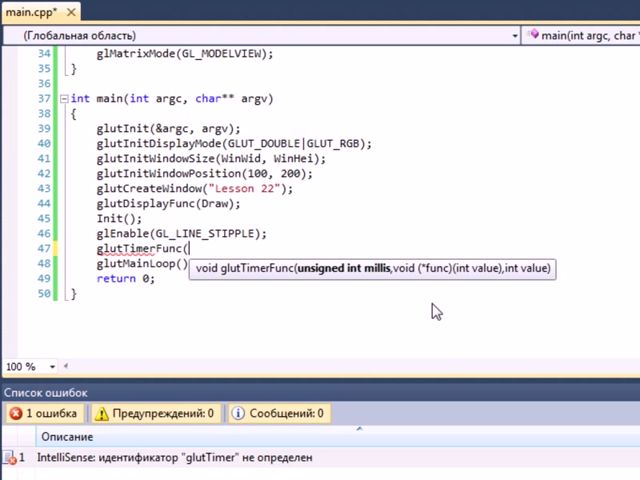 main.cpp*
(Глобальная область)
main(int argc, char *
34 glMatrixMode(GL_MODELVIEW);
35 }
36
37 int main(int argc, char** argv)
38 {
39 glutInit(&argc, argv);
40 glutInitDisplayMode(GLUT_DOUBLE|GLUT_RGB);
41 glutInitWindowSize(WinWid, WinHei);
42 glutInitWindowPosition(100, 200);
43 glutCreateWindow("Lesson 22");
44 glutDisplayFunc(Draw);
45 Init();
46 glEnable(GL_LINE_STIPPLE);
47 glutTimerFunc(
48 glutMainLoop()
void glutTimerFunc(unsigned int millis,void (*func)(int value),int value)
49 return 0;
50 }
100 %
Список ошибок
1 ошибка
Предупреждений: 0
Сообщений: 0
Описание
1 IntelliSense: идентификатор "glutTimer" не определен